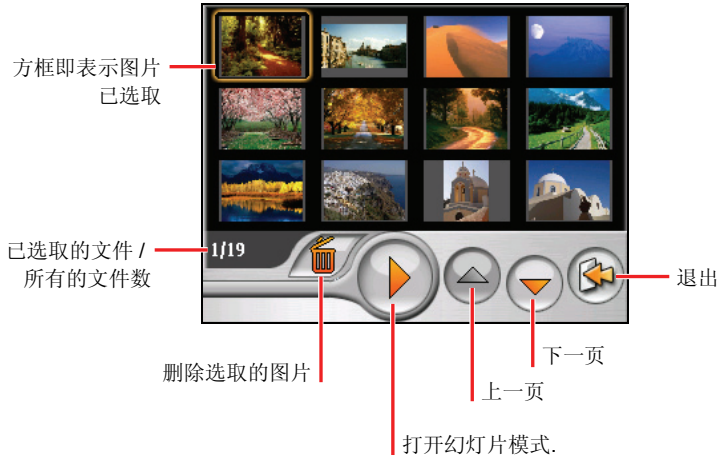 方框即表示图片
已选取
已选取的文件 /
所有的文件数
1/19
退出
下一页
删除选取的图片
上一页
打开幻灯片模式.